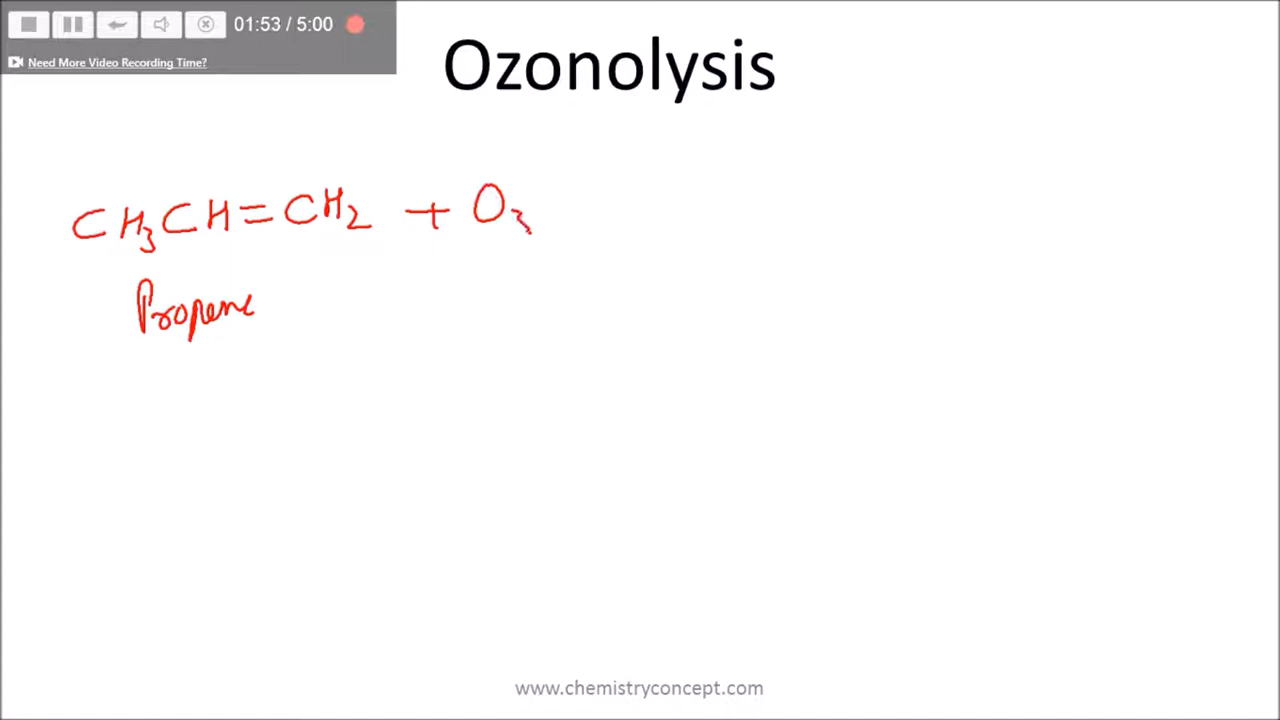 01:53 / 5:00
Need More Video Recording Time?
Ozonolysis
CH₃CH=CH₂ + O₃
Propene
www.chemistryconcept.com